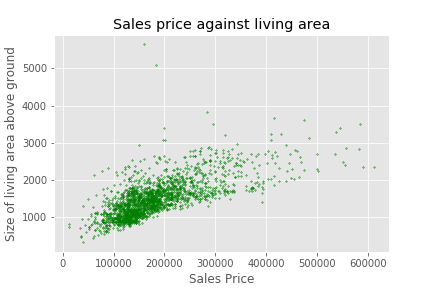 Sales price against living area
Size of living area above ground
5000
4000
3000
2000
1000
0 100000 200000 300000 400000 500000 600000
Sales Price